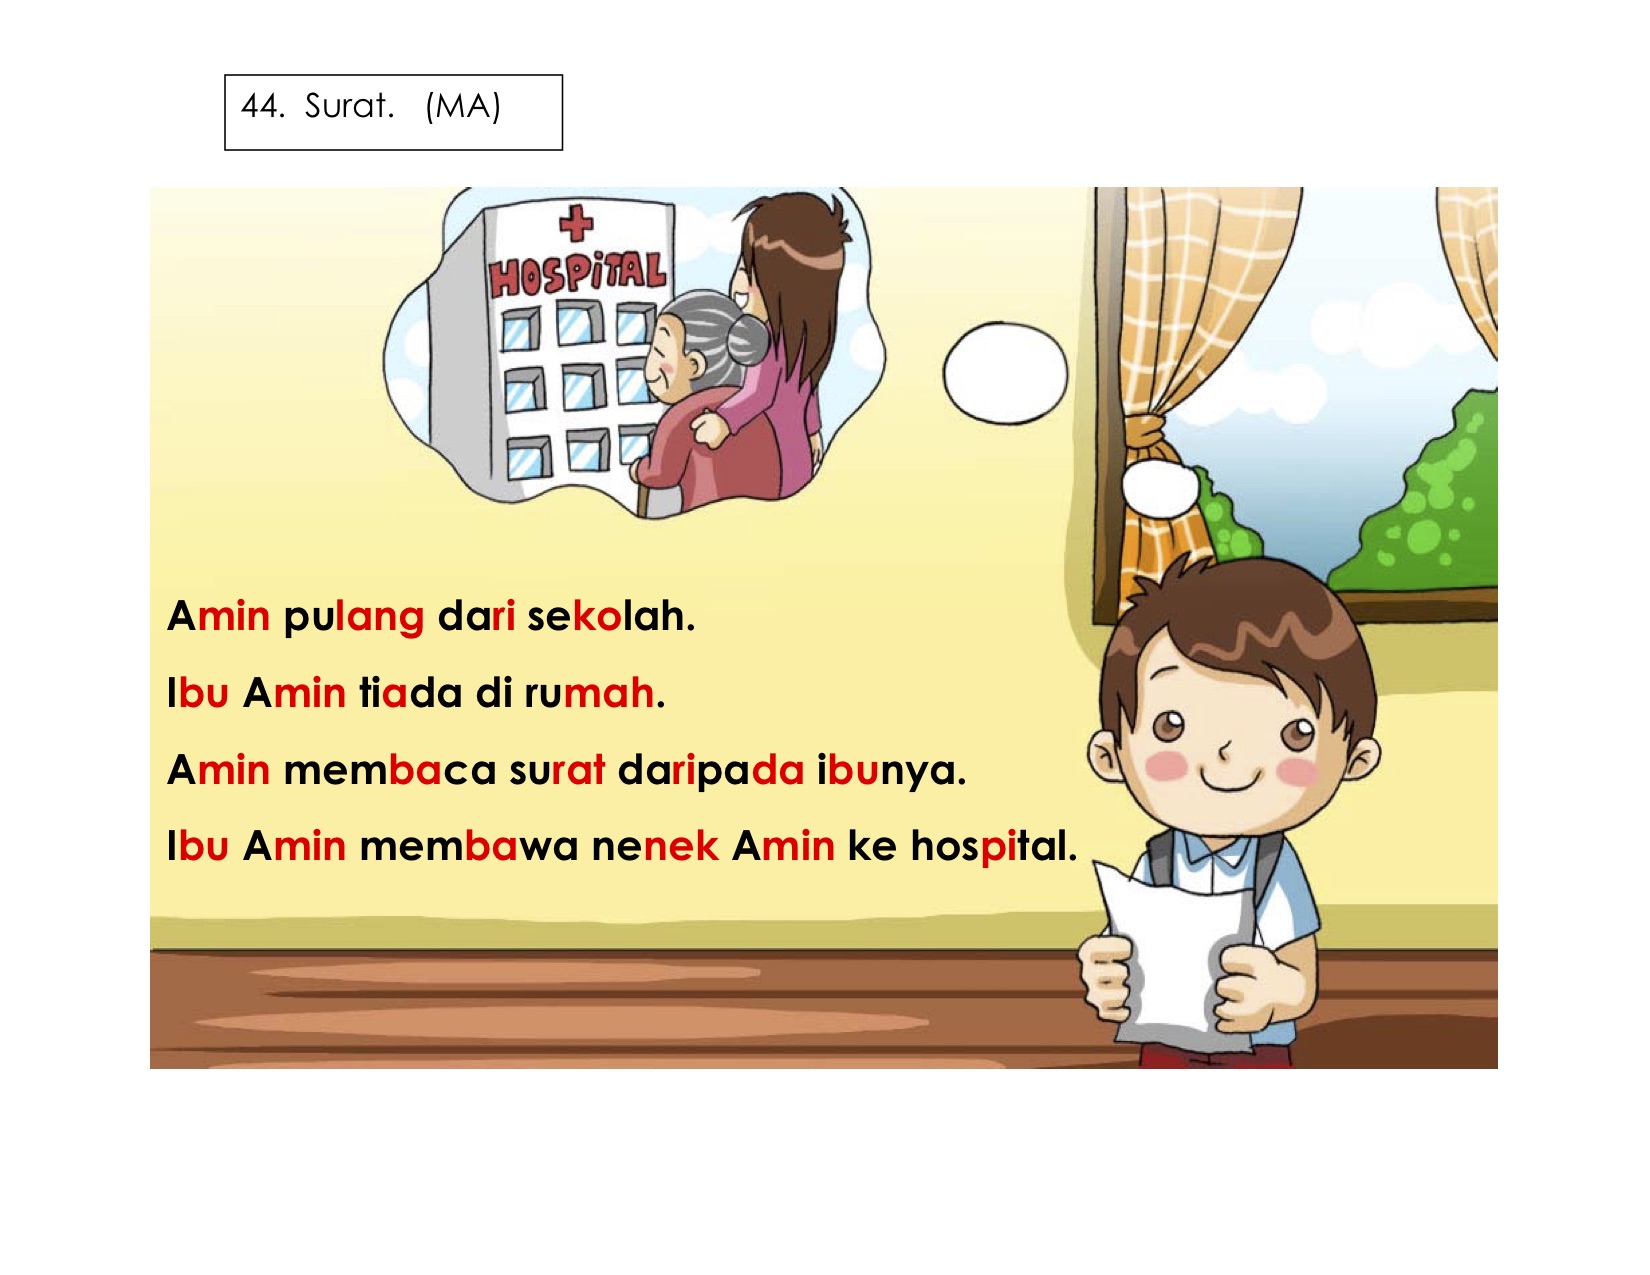 44. Surat. (MA)
HOSPiTAL
Amin pulang dari sekolah.
Ibu Amin tiada di rumah.
Amin membaca surat daripada ibunya.
Ibu Amin membawa nenek Amin ke hospital.